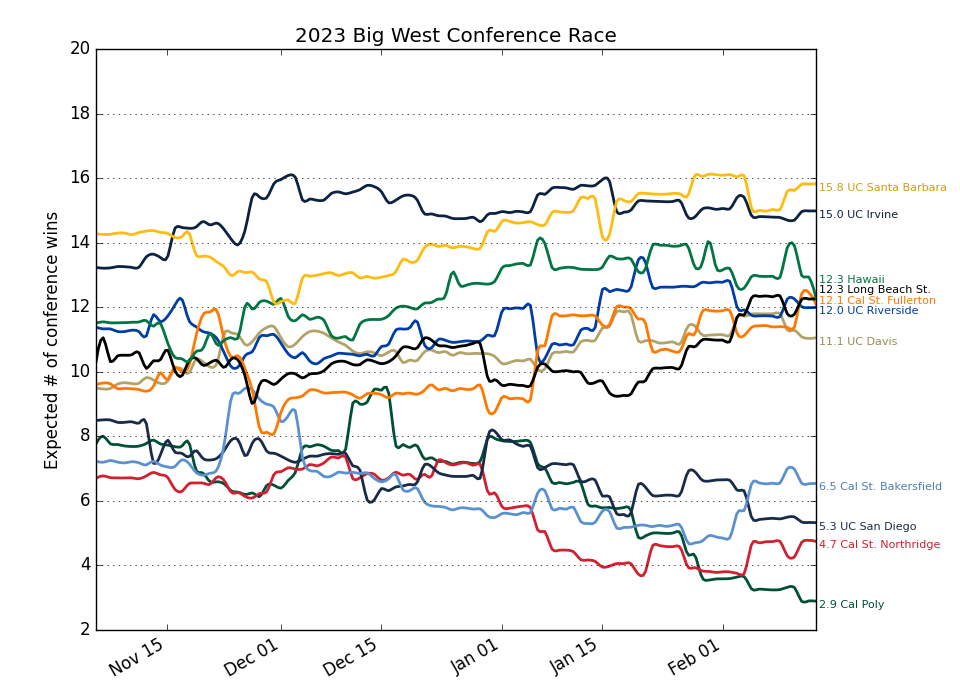 2023 Big West Conference Race
Expected # of conference wins
20
18
16
14
12
10
8
6
4
2
15.8 UC Santa Barbara
15.0 UC Irvine
12.3 Hawaii
12.3 Long Beach St.
12.1 Cal St. Fullerton
12.0 UC Riverside
11.1 UC Davis
6.5 Cal St. Bakersfield
5.3 UC San Diego
4.7 Cal St. Northridge
2.9 Cal Poly
Nov 15
Dec 01
Dec 15
Jan 01
Jan 15
Feb 01